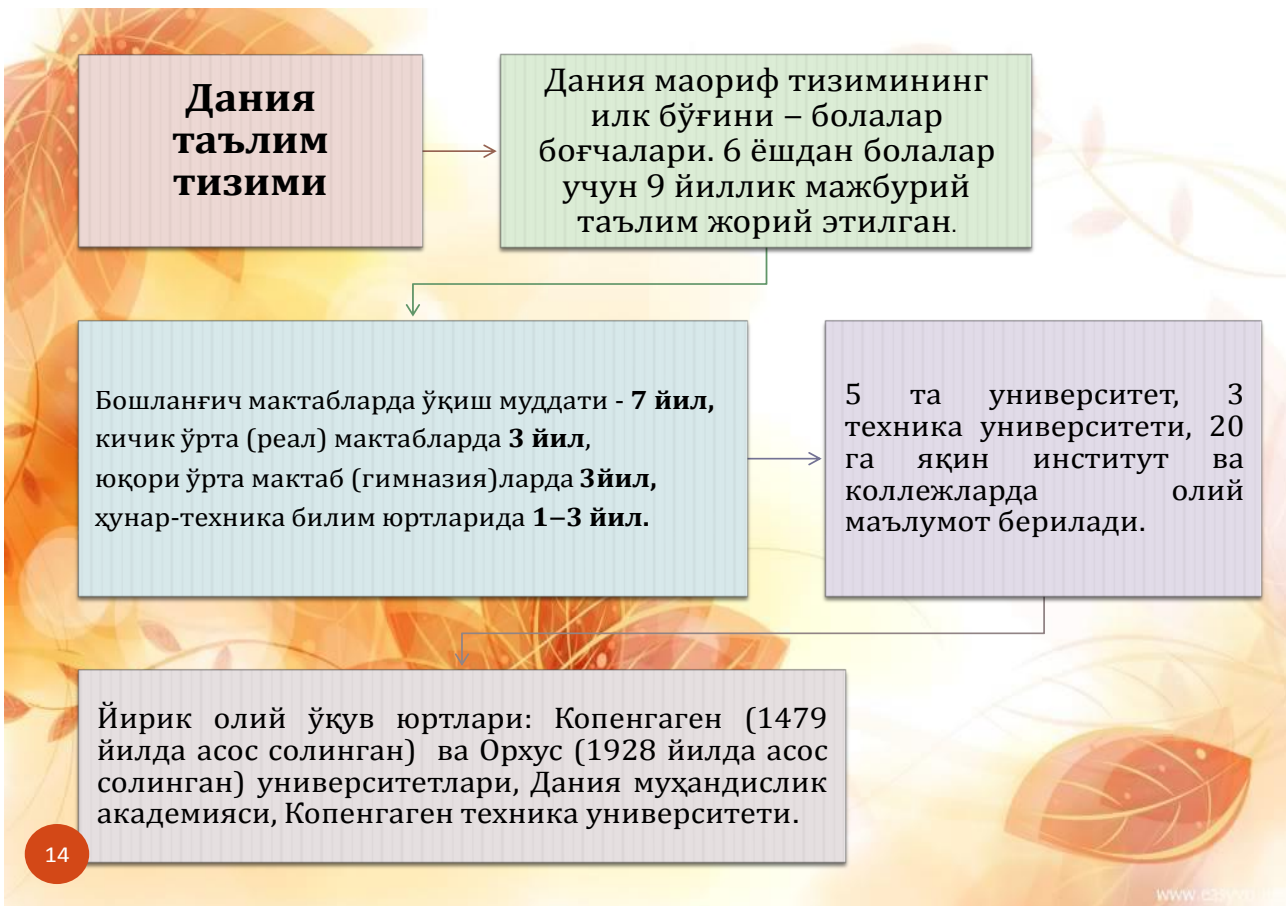 Дания
таълим
тизими
Дания маориф тизимининг
илк бўғини – болалар
боғчалари. 6 ёшдан болалар
учун 9 йиллик мажбурий
таълим жорий этилган.
Бошланғич мактабларда ўқиш муддати - 7 йил,
кичик ўрта (реал) мактабларда 3 йил,
юқори ўрта мактаб (гимназия)ларда 3йил,
ҳунар-техника билим юртларида 1–3 йил.
5 та университет, 3
техника университети, 20
га яқин институт ва
коллежларда олий
маълумот берилади.
Йирик олий ўқув юртлари: Копенгаген (1479
йилда асос солинган) ва Орхус (1928 йилда асос
солинган) университетлари, Дания муҳандислик
академияси, Копенгаген техника университети.
14